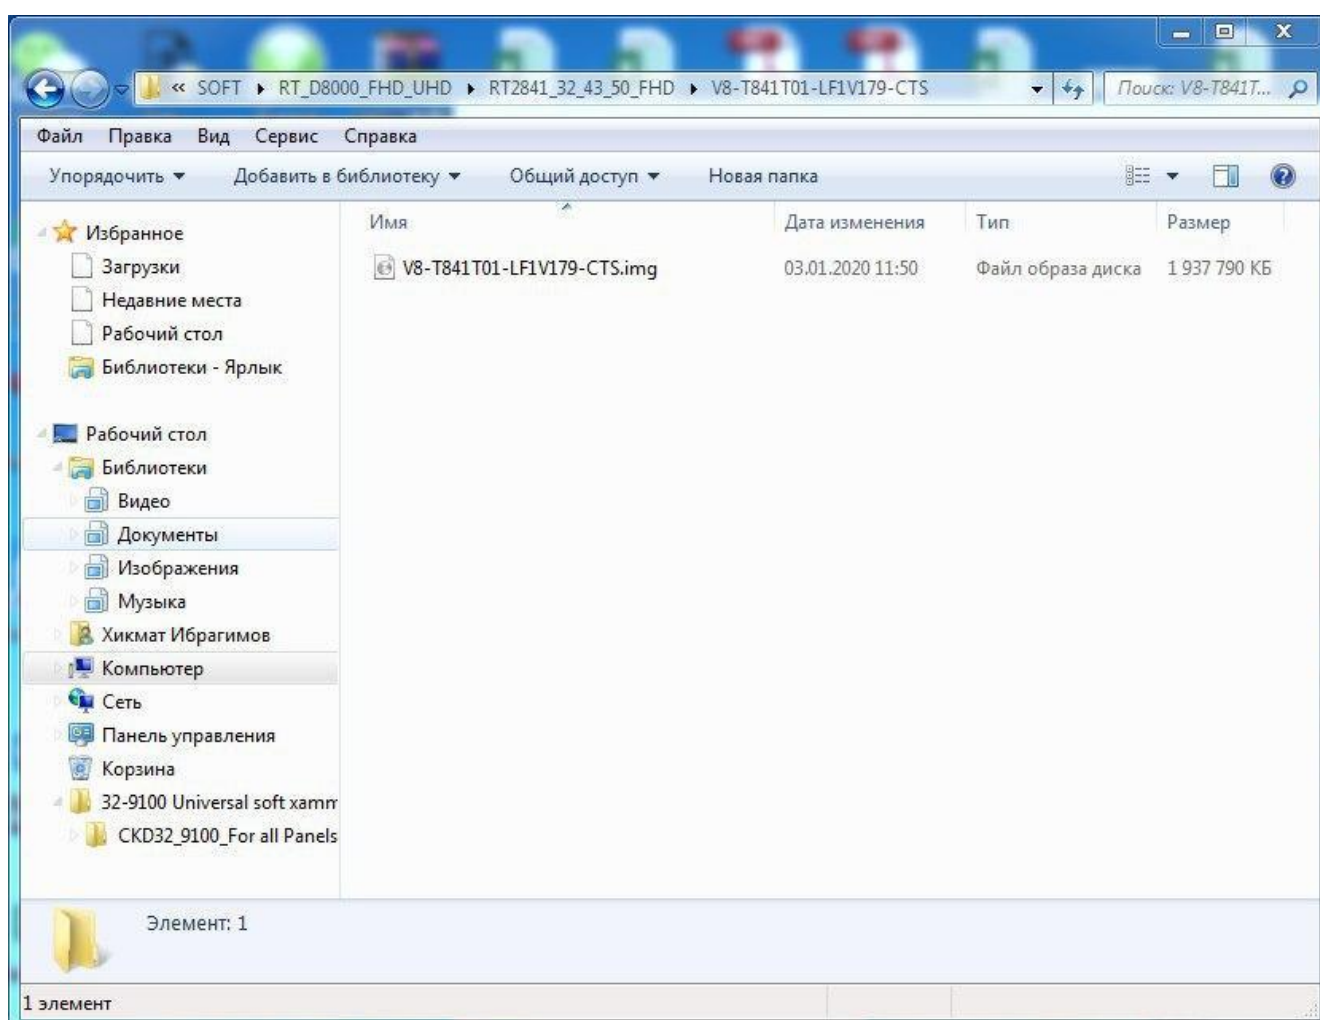 « SOFT ▸ RT_D8000_FHD_UHD ▸ RT2841_32_43_50_FHD ▸ V8-T841T01-LF1V179-CTS
Поиск: V8-T841T...
Файл Правка Вид Сервис Справка
Упорядочить Добавить в библиотеку Общий доступ Новая папка
Имя Дата изменения Тип Размер
V8-T841T01-LF1V179-CTS.img 03.01.2020 11:50 Файл образа диска 1 937 790 КБ
Избранное
Загрузки
Недавние места
Рабочий стол
Библиотеки - Ярлык
Рабочий стол
Библиотеки
Видео
Документы
Изображения
Музыка
Хикмат Ибрагимов
Компьютер
Сеть
Панель управления
Корзина
32-9100 Universal soft xamm
CKD32_9100_For all Panels
Элемент: 1
1 элемент